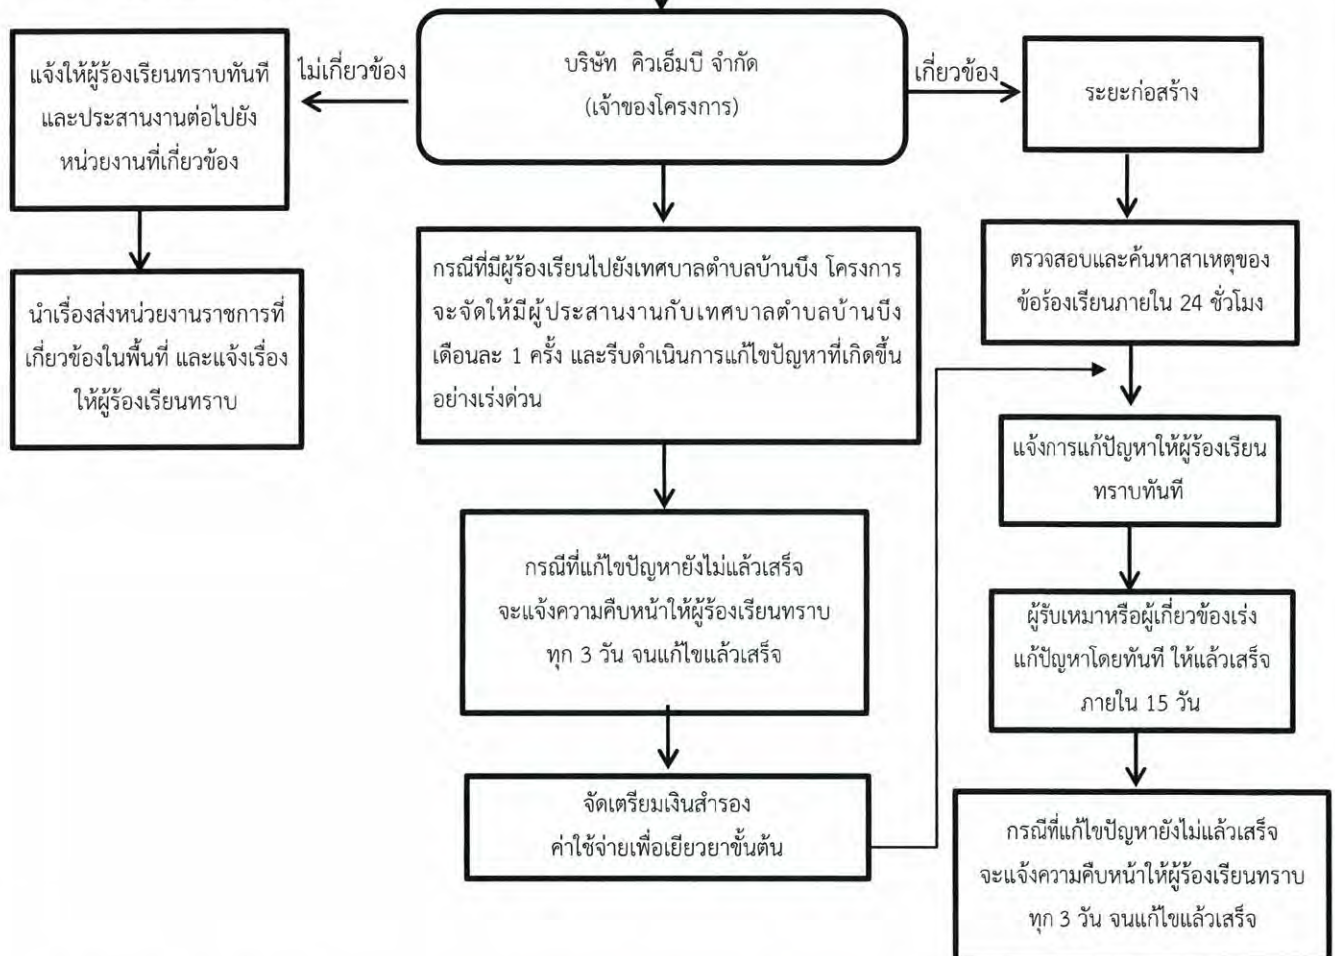 บริษัท คิวเอ็มบี จำกัด
(เจ้าของโครงการ)
ไม่เกี่ยวข้อง
แจ้งให้ผู้ร้องเรียนทราบทันที
และประสานงานต่อไปยัง
หน่วยงานที่เกี่ยวข้อง
นำเรื่องส่งหน่วยงานราชการที่
เกี่ยวข้องในพื้นที่ และแจ้งเรื่อง
ให้ผู้ร้องเรียนทราบ
กรณีที่มีผู้ร้องเรียนไปยังเทศบาลตำบลบ้านบึง โครงการ
จะจัดให้มีผู้ประสานงานกับเทศบาลตำบลบ้านบึง
เดือนละ 1 ครั้ง และรีบดำเนินการแก้ไขปัญหาที่เกิดขึ้น
อย่างเร่งด่วน
กรณีที่แก้ไขปัญหายังไม่แล้วเสร็จ
จะแจ้งความคืบหน้าให้ผู้ร้องเรียนทราบ
ทุก 3 วัน จนแก้ไขแล้วเสร็จ
จัดเตรียมเงินสำรอง
ค่าใช้จ่ายเพื่อเยียวยาขั้นต้น
เกี่ยวข้อง
ระยะก่อสร้าง
ตรวจสอบและค้นหาสาเหตุของ
ข้อร้องเรียนภายใน 24 ชั่วโมง
แจ้งการแก้ปัญหาให้ผู้ร้องเรียน
ทราบทันที
ผู้รับเหมาหรือผู้เกี่ยวข้องเร่ง
แก้ปัญหาโดยทันที ให้แล้วเสร็จ
ภายใน 15 วัน
กรณีที่แก้ไขปัญหายังไม่แล้วเสร็จ
จะแจ้งความคืบหน้าให้ผู้ร้องเรียนทราบ
ทุก 3 วัน จนแก้ไขแล้วเสร็จ